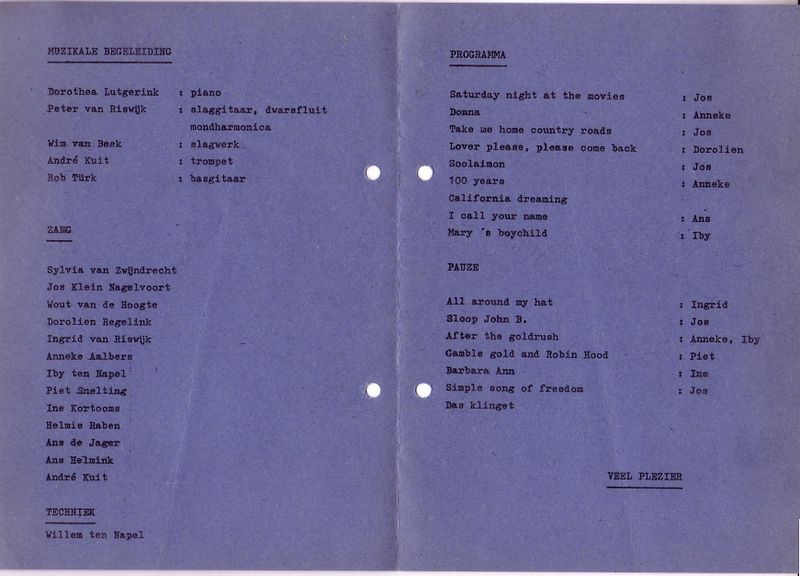 MUZIKALE BEGELEIDING
Dorothea Lutgerink : piano
Peter van Riswijk : slaggitaar, dwarsfluit
mondharmonica
Wim van Beek : slagwerk
André Kuit : trompet
Rob Türk : basgitaar
ZANG
Sylvia van Zwijndrecht
Jos Klein Nagelvoort
Wout van de Hoogte
Dorolien Regelink
Ingrid van Riswijk
Anneke Aalbers
Iby ten Napel
Piet Snelting
Ine Kortooms
Helmie Raben
Ans de Jager
Ans Helmink
André Kuit
TECHNIEK
Willem ten Napel
PROGRAMMA
Saturday night at the movies : Jos
Donna : Anneke
Take me home country roads : Jos
Lover please, please come back : Dorolien
Soolaimon : Jos
100 years : Anneke
California dreaming
I call your name : Ans
Mary 's boychild : Iby
PAUZE
All around my hat : Ingrid
Sloop John B. : Jos
After the goldrush : Anneke, Iby
Gamble gold and Robin Hood : Piet
Barbara Ann : Ine
Simple song of freedom : Jos
Das klinget
VEEL PLEZIER